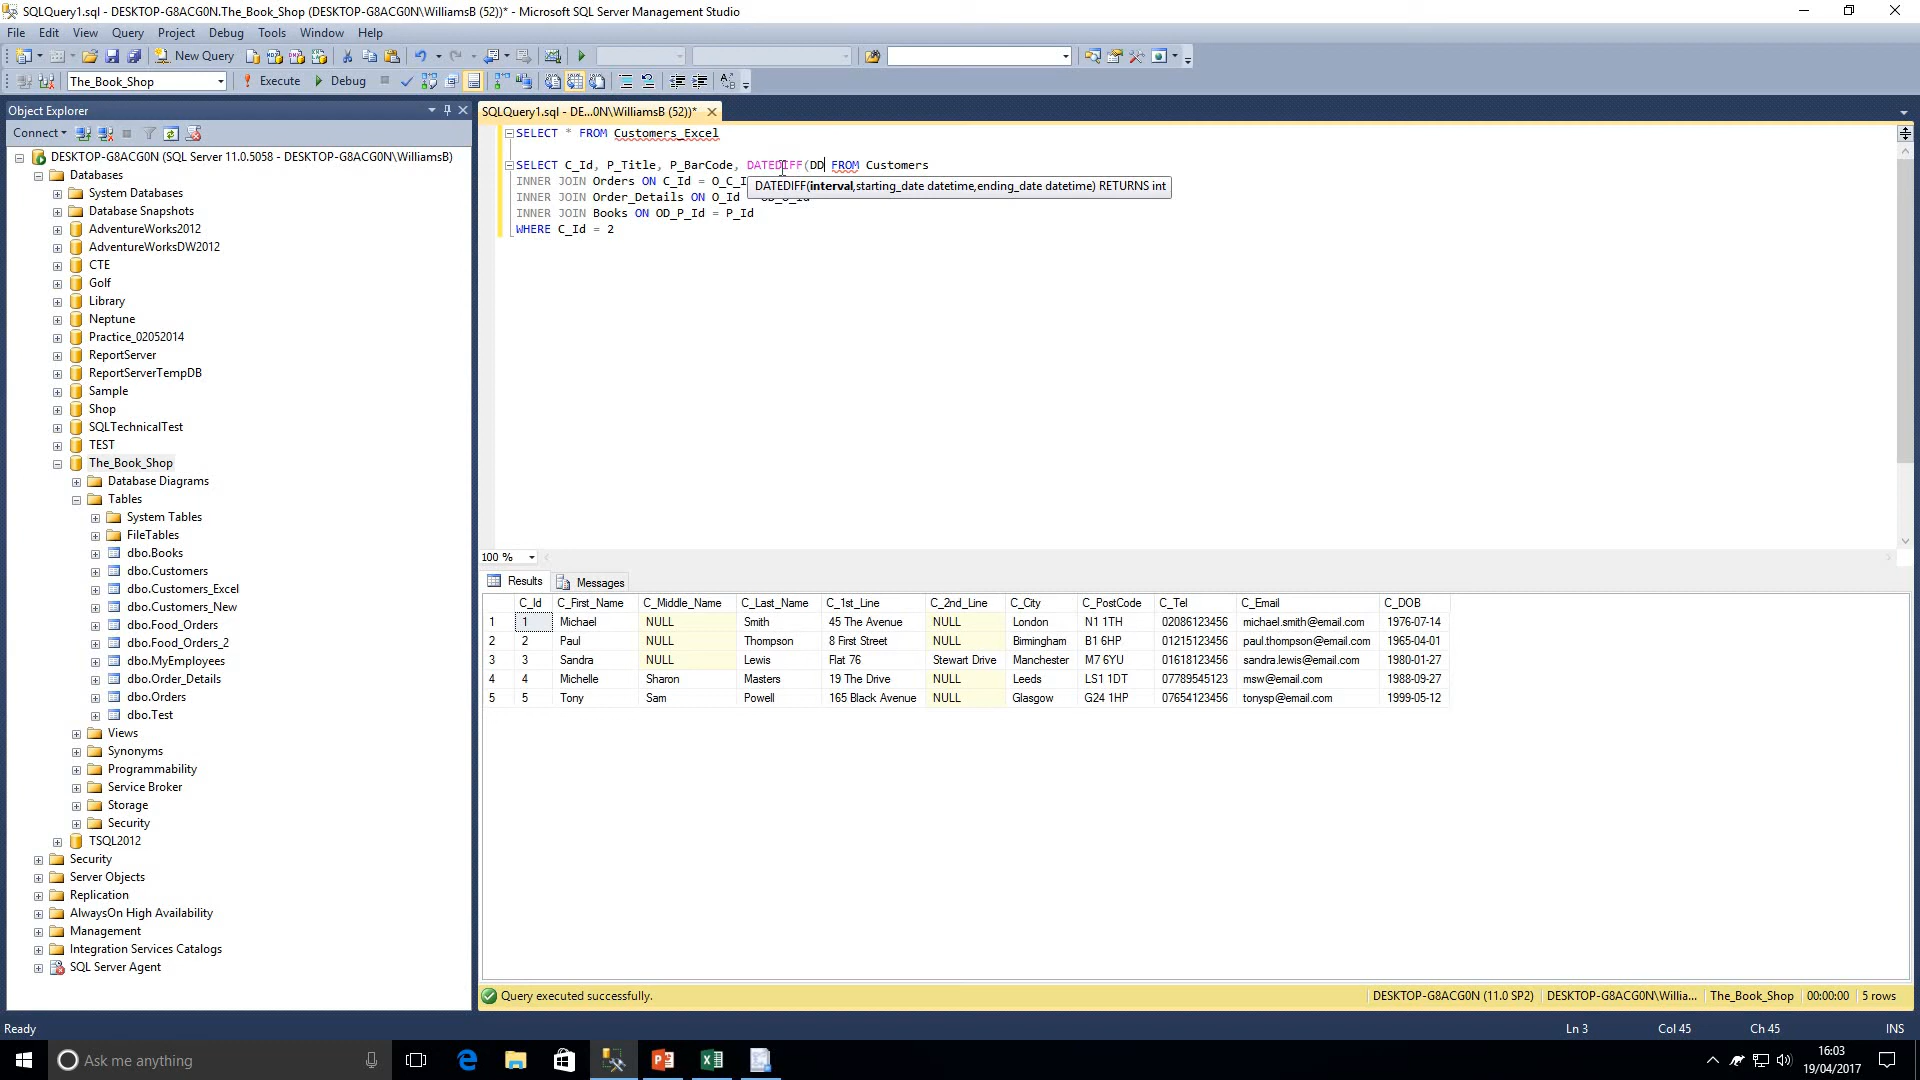 SQLQuery1.sql - DESKTOP-G8ACG0N.The_Book_Shop (DESKTOP-G8ACG0N\WilliamsB (52))* - Microsoft SQL Server Management Studio
File Edit View Query Project Debug Tools Window Help
New Query
The_Book_Shop Execute Debug
Object Explorer
Connect
DESKTOP-G8ACG0N (SQL Server 11.0.5058 - DESKTOP-G8ACG0N\WilliamsB)
Databases
System Databases
Database Snapshots
AdventureWorks2012
AdventureWorksDW2012
CTE
Golf
Library
Neptune
Practice_02052014
ReportServer
ReportServerTempDB
Sample
Shop
SQLTechnicalTest
TEST
The_Book_Shop
Database Diagrams
Tables
System Tables
FileTables
dbo.Books
dbo.Customers
dbo.Customers_Excel
dbo.Customers_New
dbo.Food_Orders
dbo.Food_Orders_2
dbo.MyEmployees
dbo.Order_Details
dbo.Orders
dbo.Test
Views
Synonyms
Programmability
Service Broker
Storage
Security
TSQL2012
Security
Server Objects
Replication
AlwaysOn High Availability
Management
Integration Services Catalogs
SQL Server Agent
SQLQuery1.sql - DE...0N\WilliamsB (52))*
SELECT * FROM Customers_Excel
SELECT C_Id, P_Title, P_BarCode, DATEDIFF(DD FROM Customers
INNER JOIN Orders ON C_Id = O_C_I
DATEDIFF(interval,starting_date datetime,ending_date datetime) RETURNS int
INNER JOIN Order_Details ON O_Id
INNER JOIN Books ON OD_P_Id = P_Id
WHERE C_Id = 2
100 %
Results Messages
C_Id C_First_Name C_Middle_Name C_Last_Name C_1st_Line C_2nd_Line C_City C_PostCode C_Tel C_Email C_DOB
1 1 Michael NULL Smith 45 The Avenue NULL London N1 1TH 02086123456 michael.smith@email.com 1976-07-14
2 2 Paul NULL Thompson 8 First Street NULL Birmingham B1 6HP 01215123456 paul.thompson@email.com 1965-04-01
3 3 Sandra NULL Lewis Flat 76 Stewart Drive Manchester M7 6YU 01618123456 sandra.lewis@email.com 1980-01-27
4 4 Michelle Sharon Masters 19 The Drive NULL Leeds LS1 1DT 07789545123 msw@email.com 1988-09-27
5 5 Tony Sam Powell 165 Black Avenue NULL Glasgow G24 1HP 07654123456 tonysp@email.com 1999-05-12
Query executed successfully. DESKTOP-G8ACG0N (11.0 SP2) DESKTOP-G8ACG0N\Willia... The_Book_Shop 00:00:00 5 rows
Ready Ln 3 Col 45 Ch 45 INS
Ask me anything
16:03
19/04/2017